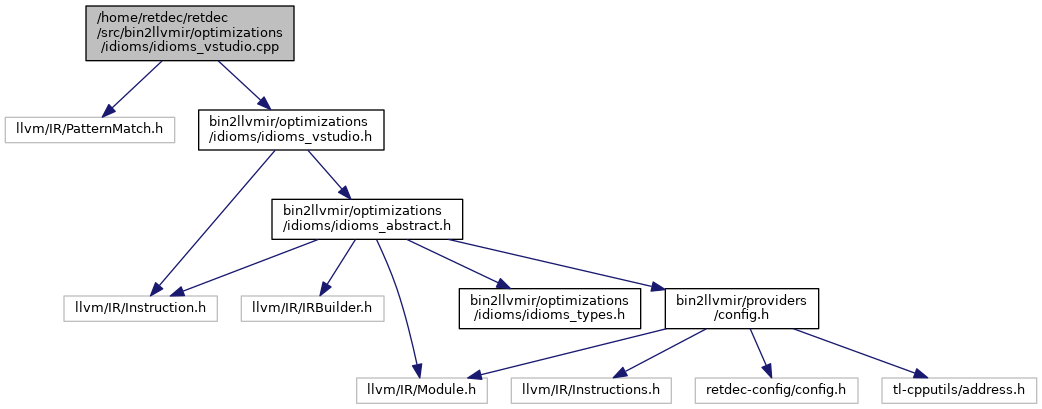 /home/retdec/retdec
/src/bin2llvmir/optimizations
/idioms/idioms_vstudio.cpp
llvm/IR/PatternMatch.h
bin2llvmir/optimizations
/idioms/idioms_vstudio.h
bin2llvmir/optimizations
/idioms/idioms_abstract.h
llvm/IR/Instruction.h
llvm/IR/IRBuilder.h
bin2llvmir/optimizations
/idioms/idioms_types.h
bin2llvmir/providers
/config.h
llvm/IR/Module.h
llvm/IR/Instructions.h
retdec-config/config.h
tl-cpputils/address.h